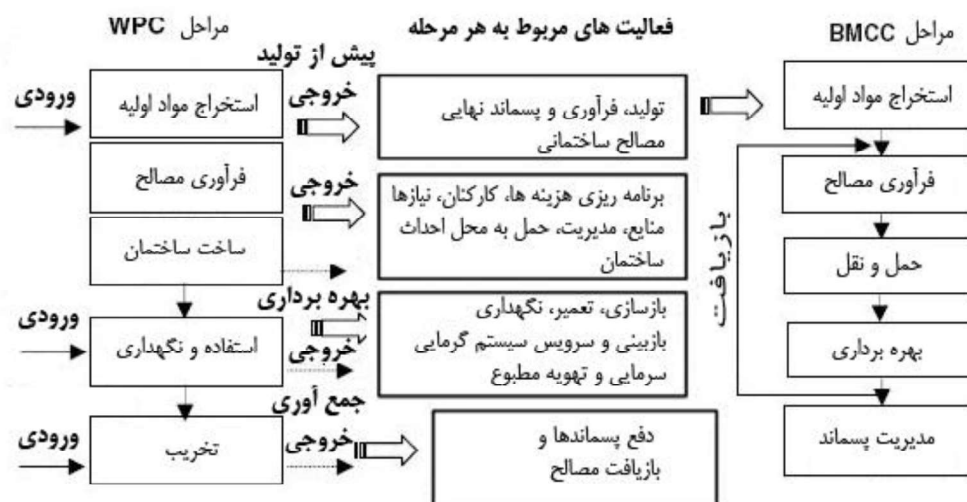 مراحل BMCC
فعالیت های مربوط به هر مرحله
مراحل WPC
پیش از تولید
استخراج مواد اولیه
تولید، فرآوری و پسماند نهایی
مصالح ساختمانی
خروجی
استخراج مواد اولیه
ورودی
فرآوری مصالح
برنامه ریزی هزینه ها، کارکنان، نیازها
منابع، مدیریت، حمل به محل احداث
ساختمان
خروجی
فرآوری مصالح
ساخت ساختمان
بازیافت
حمل و نقل
بهره برداری
بازسازی، تعمیر، نگهداری
بازبینی و سرویس سیستم گرمایی
سرمایی و تهویه مطبوع
بهره برداری
خروجی
استفاده و نگهداری
ورودی
جمع آوری
مدیریت پسماند
دفع پسماندها و
بازیافت مصالح
خروجی
تخریب
ورودی